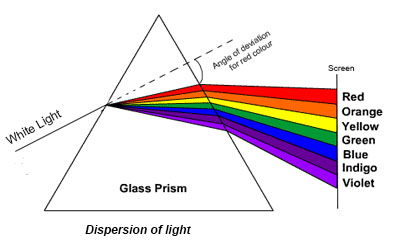 Angle of deviation
for red colour
Screen
White Light
Red
Orange
Yellow
Green
Blue
Indigo
Violet
Glass Prism
Dispersion of light